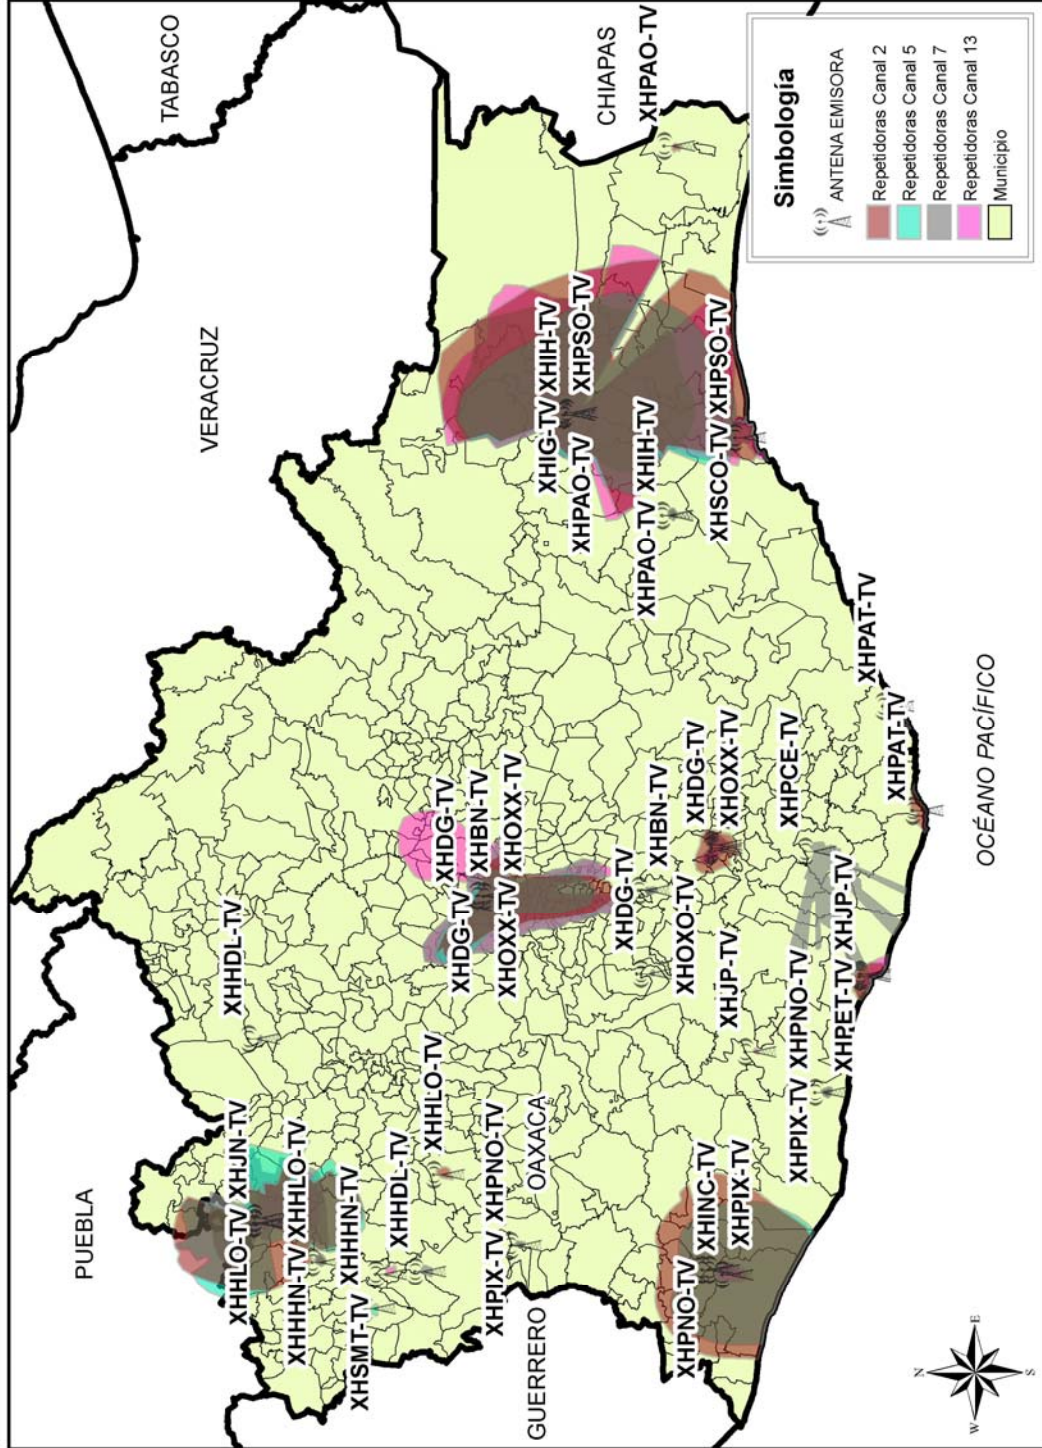 TABASCO
VERACRUZ
PUEBLA
CHIAPAS
XHPAO-TV
XHHDL-TV
XHHLO-TV XHJN-TV
XHHHN-TV XHHLO-TV
XHSMT-TV XHHHN-TV
XHHDL-TV
XHHLO-TV
XHPIX-TV XHPNO-TV
OAXACA
GUERRERO
XHDG-TV
XHDG-TV
XHBN-TV
XHOXX-TV XHOXX-TV
XHIG-TV XHIH-TV
XHPAO-TV XHPSO-TV
XHPAO-TV XHIH-TV
XHSCO-TV XHPSO-TV
XHDG-TV
XHBN-TV
XHOXO-TV
XHDG-TV
XHJP-TV
XHOXX-TV
XHPNO-TV
XHINC-TV
XHPIX-TV
XHPCE-TV
XHPIX-TV XHPNO-TV
XHPET-TV XHJP-TV
XHPAT-TV
XHPAT-TV
OCÉANO PACÍFICO
N
W
E
S
Simbología
ANTENA EMISORA
Repetidoras Canal 2
Repetidoras Canal 5
Repetidoras Canal 7
Repetidoras Canal 13
Municipio